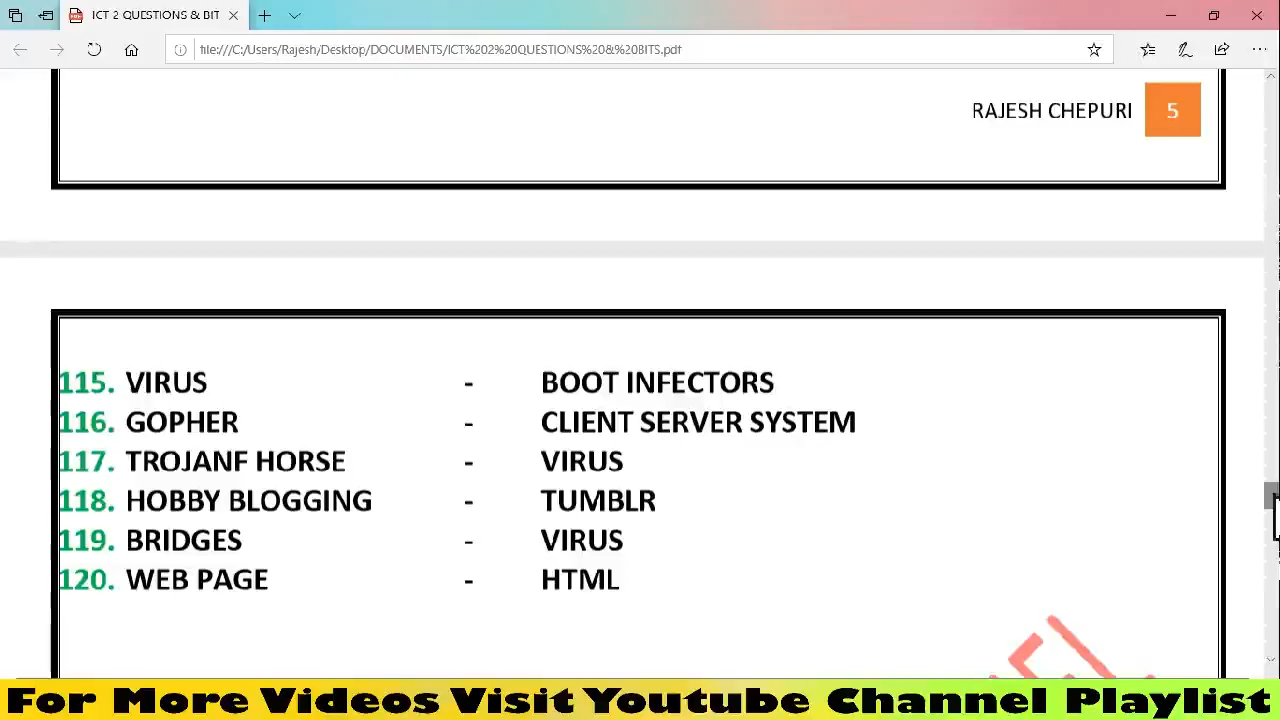 ICT 2 QUESTIONS & BIT
file:///C:/Users/Rajesh/Desktop/DOCUMENTS/ICT%202%20QUESTIONS%20&%20BITS.pdf
RAJESH CHEPURI 5
115. VIRUS - BOOT INFECTORS
116. GOPHER - CLIENT SERVER SYSTEM
117. TROJANF HORSE - VIRUS
118. HOBBY BLOGGING - TUMBLR
119. BRIDGES - VIRUS
120. WEB PAGE - HTML
For More Videos Visit Youtube Channel Playlist